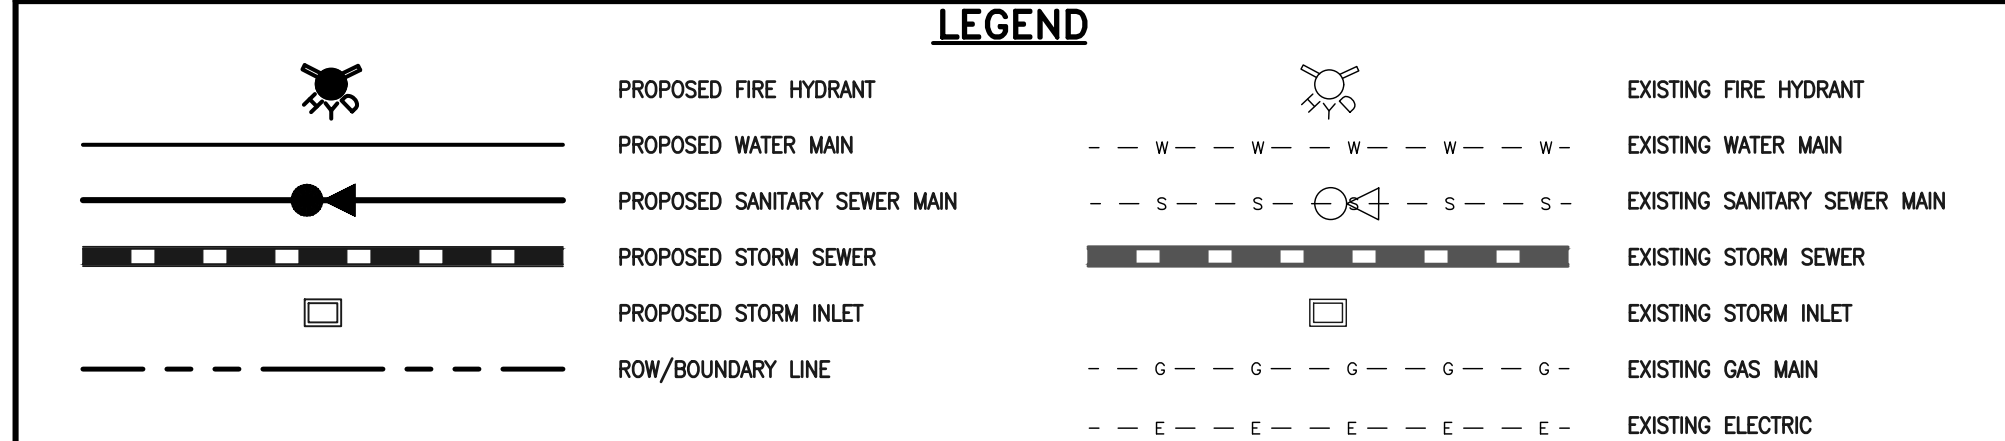 LEGEND
HYD PROPOSED FIRE HYDRANT
PROPOSED WATER MAIN
PROPOSED SANITARY SEWER MAIN
PROPOSED STORM SEWER
PROPOSED STORM INLET
ROW/BOUNDARY LINE
HYD EXISTING FIRE HYDRANT
W W W W W EXISTING WATER MAIN
S S S S S EXISTING SANITARY SEWER MAIN
EXISTING STORM SEWER
EXISTING STORM INLET
G G G G G EXISTING GAS MAIN
E E E E E EXISTING ELECTRIC